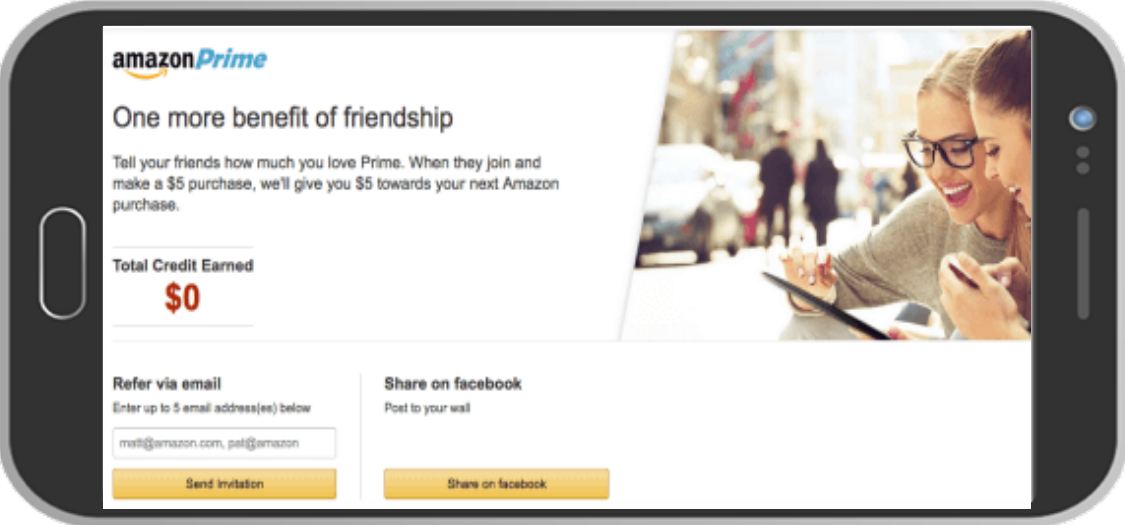 amazonPrime
One more benefit of friendship
Tell your friends how much you love Prime. When they join and
make a $5 purchase, we'll give you $5 towards your next Amazon
purchase.
Total Credit Earned
$0
Refer via email
Enter up to 5 email address(es) below
matt@amazon.com, pat@amazon
Send Invitation
Share on facebook
Post to your wall
Share on facebook